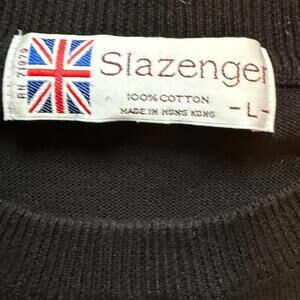 RN 71979
Slazenger
100% COTTON
MADE IN HONG KONG
-L-